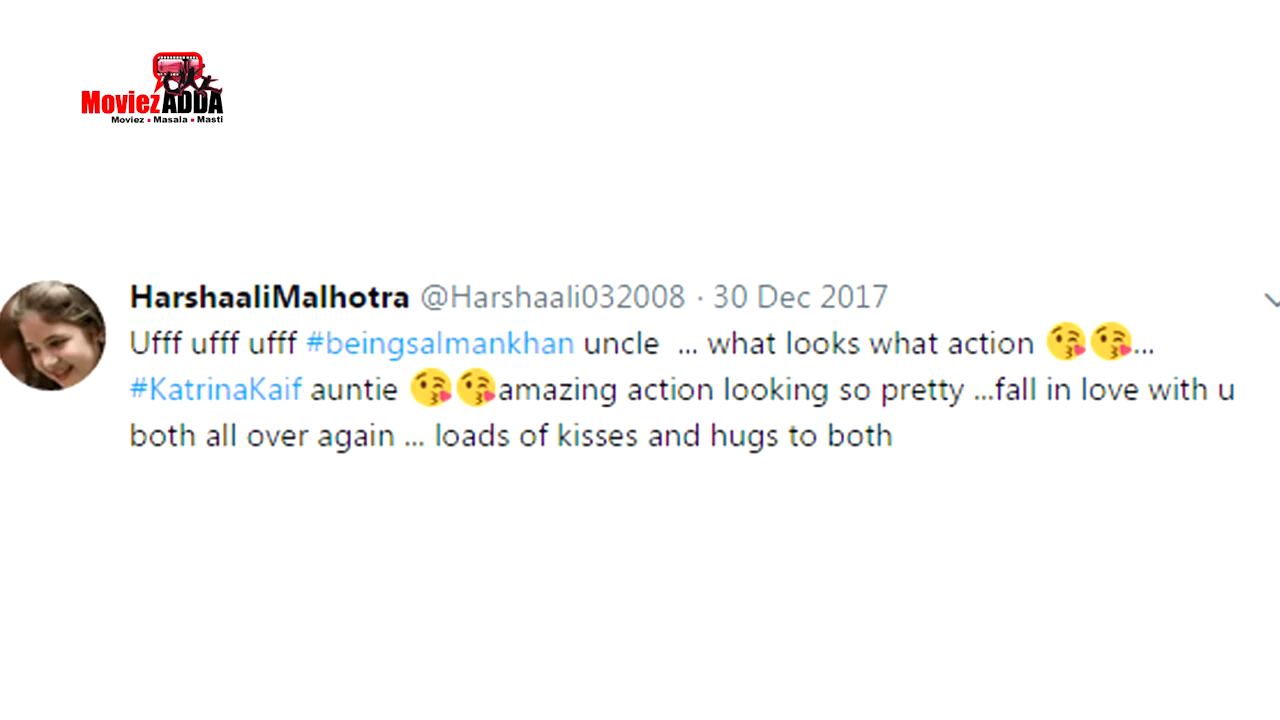 MoviezADDA
Moviez ▪ Masala ▪ Masti
HarshaaliMalhotra @Harshaali032008 · 30 Dec 2017
Ufff ufff ufff #beingsalmankhan uncle ... what looks what action 😘😘...
#KatrinaKaif auntie 😘😘amazing action looking so pretty ...fall in love with u
both all over again ... loads of kisses and hugs to both